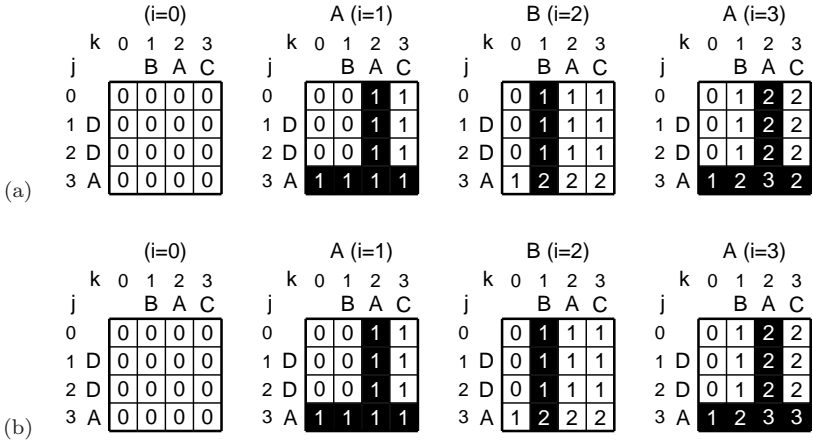 (i=0) A (i=1) B (i=2) A (i=3)
k 0 1 2 3 k 0 1 2 3 k 0 1 2 3 k 0 1 2 3
j B A C j B A C j B A C j B A C
0 0 0 0 0 0 0 0 1 1 0 0 1 1 1 0 0 1 2 2
1 D 0 0 0 0 1 D 0 0 1 1 1 D 0 1 1 1 1 D 0 1 2 2
2 D 0 0 0 0 2 D 0 0 1 1 2 D 0 1 1 1 2 D 0 1 2 2
(a) 3 A 0 0 0 0 3 A 1 1 1 1 3 A 1 2 2 2 3 A 1 2 3 2
(i=0) A (i=1) B (i=2) A (i=3)
k 0 1 2 3 k 0 1 2 3 k 0 1 2 3 k 0 1 2 3
j B A C j B A C j B A C j B A C
0 0 0 0 0 0 0 0 1 1 0 0 1 1 1 0 0 1 2 2
1 D 0 0 0 0 1 D 0 0 1 1 1 D 0 1 1 1 1 D 0 1 2 2
2 D 0 0 0 0 2 D 0 0 1 1 2 D 0 1 1 1 2 D 0 1 2 2
(b) 3 A 0 0 0 0 3 A 1 1 1 1 3 A 1 2 2 2 3 A 1 2 3 3